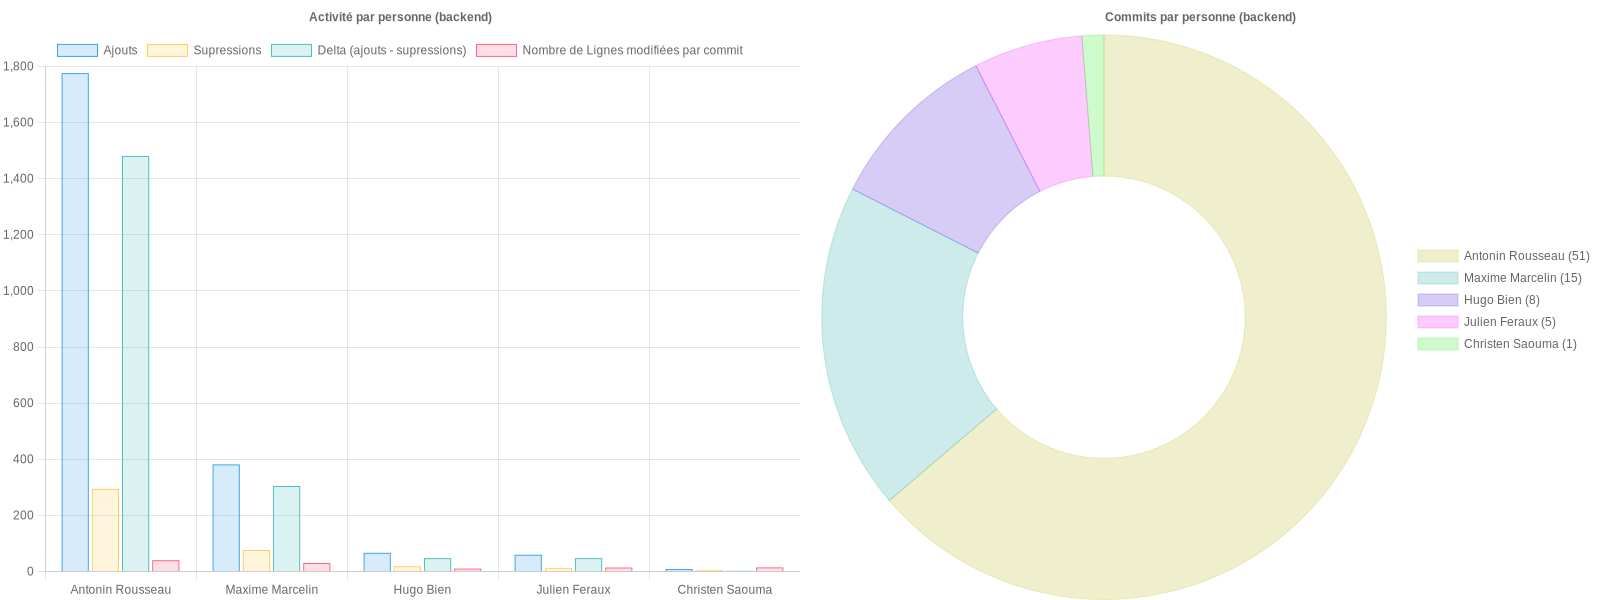 Activité par personne (backend)
Ajouts
Supressions
Delta (ajouts - supressions)
Nombre de Lignes modifiées par commit
1,800
1,600
1,400
1,200
1,000
800
600
400
200
0
Antonin Rousseau
Maxime Marcelin
Hugo Bien
Julien Feraux
Christen Saouma
Commits par personne (backend)
Antonin Rousseau (51)
Maxime Marcelin (15)
Hugo Bien (8)
Julien Feraux (5)
Christen Saouma (1)